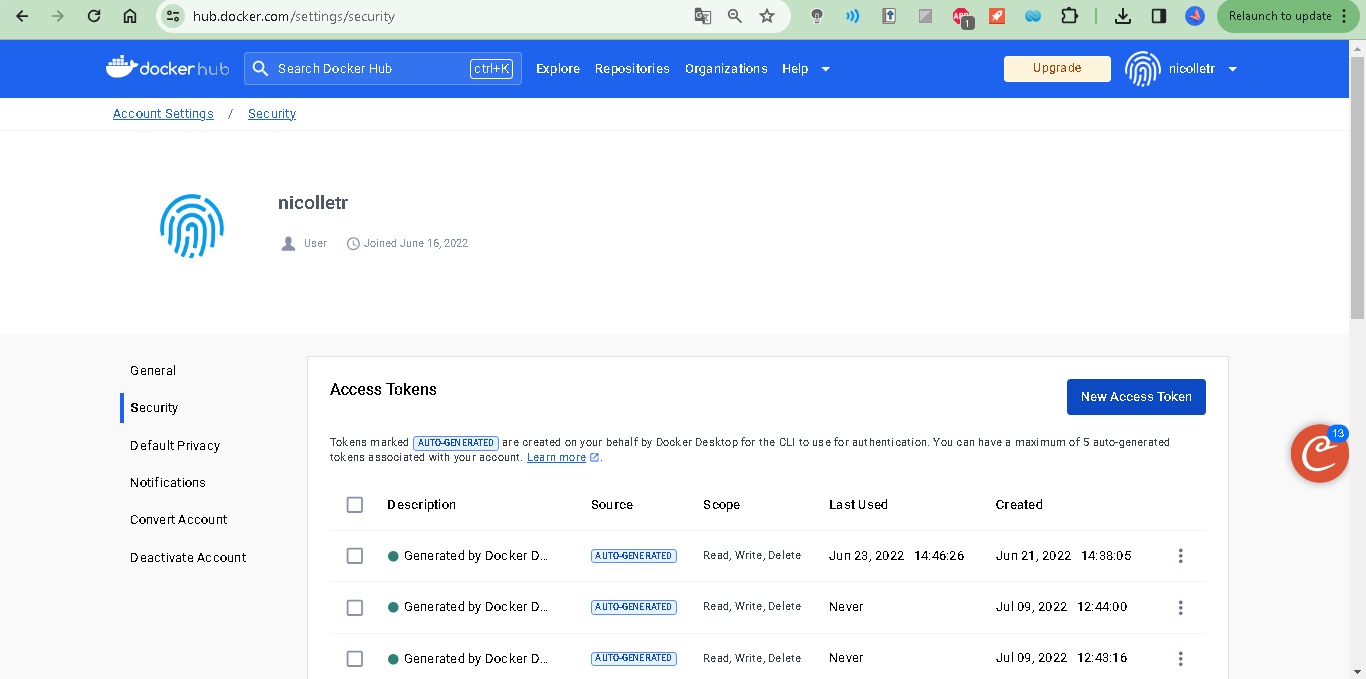 hub.docker.com/settings/security
1
Relaunch to update
docker hub
Search Docker Hub
ctrl+K
Explore
Repositories
Organizations
Help
Upgrade
nicolletr
Account Settings / Security
nicolletr
User
Joined June 16, 2022
General
Security
Default Privacy
Notifications
Convert Account
Deactivate Account
Access Tokens
New Access Token
Tokens marked AUTO-GENERATED are created on your behalf by Docker Desktop for the CLI to use for authentication. You can have a maximum of 5 auto-generated
tokens associated with your account. Learn more.
13
Description Source Scope Last Used Created
Generated by Docker D... AUTO-GENERATED Read, Write, Delete Jun 23, 2022 14:46:26 Jun 21, 2022 14:38:05
Generated by Docker D... AUTO-GENERATED Read, Write, Delete Never Jul 09, 2022 12:44:00
Generated by Docker D... AUTO-GENERATED Read, Write, Delete Never Jul 09, 2022 12:43:16